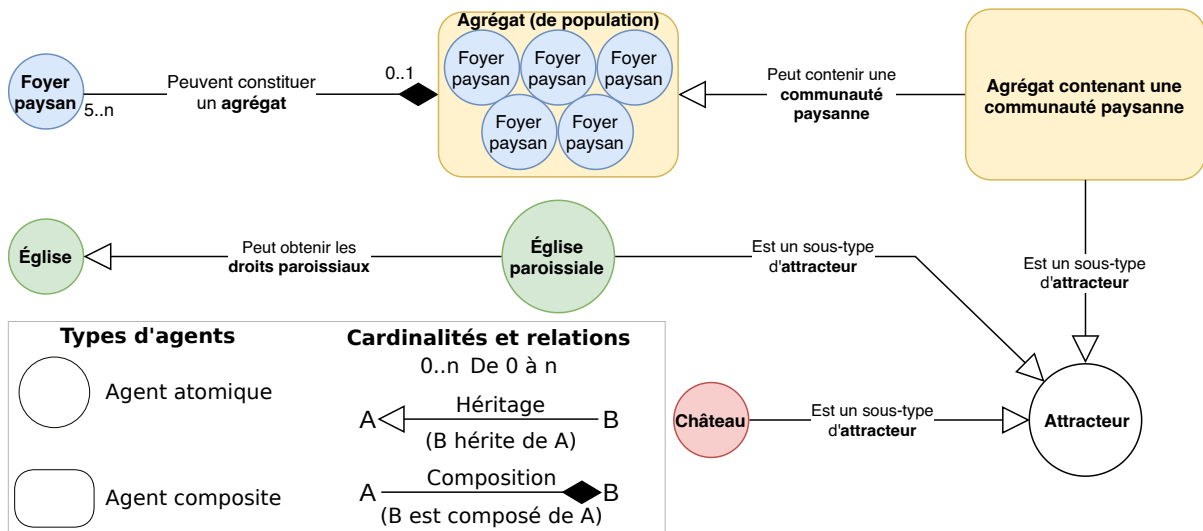 Foyer
paysan
5..n
Peuvent constituer
un agrégat
0..1
Agrégat (de population)
Foyer
paysan
Foyer
paysan
Foyer
paysan
Foyer
paysan
Foyer
paysan
Peut contenir une
communauté
paysanne
Agrégat contenant une
communauté paysanne
Église
Peut obtenir les
droits paroissiaux
Église
paroissiale
Est un sous-type
d'attracteur
Est un sous-type
d'attracteur
Château
Est un sous-type
d'attracteur
Attracteur
Types d'agents
Agent atomique
Agent composite
Cardinalités et relations
0..n De 0 à n
A Héritage B
(B hérite de A)
A Composition B
(B est composé de A)